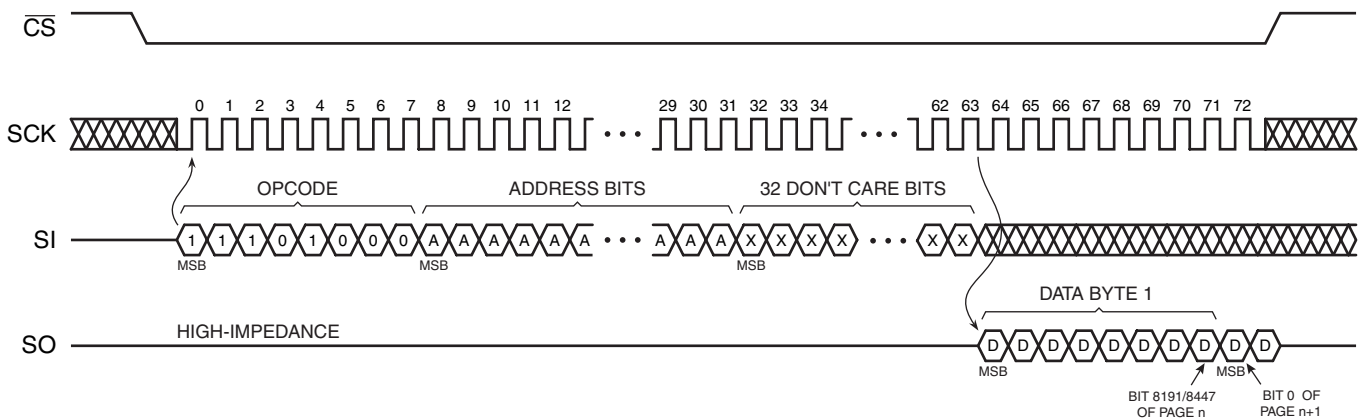 CS
0 1 2 3 4 5 6 7 8 9 10 11 12 29 30 31 32 33 34 62 63 64 65 66 67 68 69 70 71 72
SCK
OPCODE ADDRESS BITS 32 DON'T CARE BITS
SI 1 1 1 0 1 0 0 0 A A A A A A A A A X X X X X X
MSB MSB MSB
DATA BYTE 1
HIGH-IMPEDANCE
SO D D D D D D D D D D
MSB MSB
BIT 8191/8447 OF PAGE n
BIT 0 OF PAGE n+1